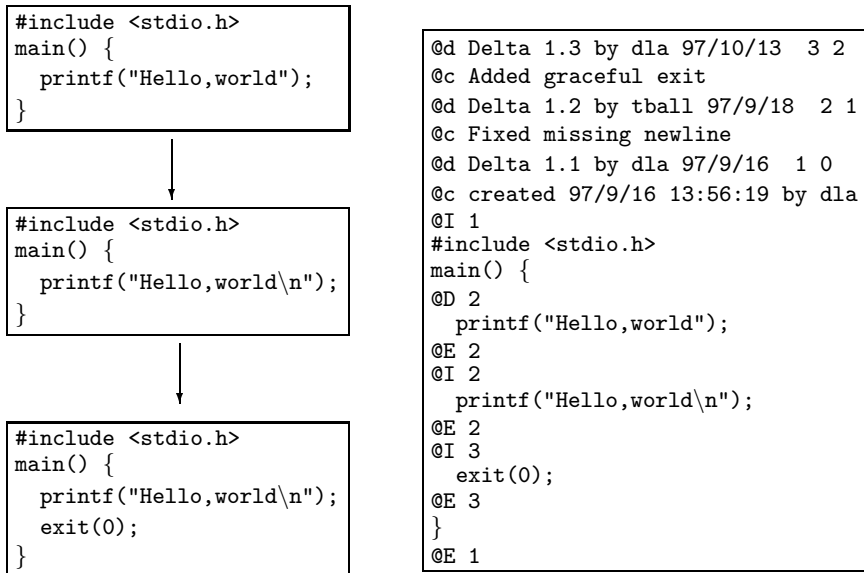 #include <stdio.h>
main() {
  printf("Hello,world");
}
#include <stdio.h>
main() {
  printf("Hello,world\n");
}
#include <stdio.h>
main() {
  printf("Hello,world\n");
  exit(0);
}
@d Delta 1.3 by dla 97/10/13  3 2
@c Added graceful exit
@d Delta 1.2 by tball 97/9/18  2 1
@c Fixed missing newline
@d Delta 1.1 by dla 97/9/16  1 0
@c created 97/9/16 13:56:19 by dla
@I 1
#include <stdio.h>
main() {
@D 2
  printf("Hello,world");
@E 2
@I 2
  printf("Hello,world\n");
@E 2
@I 3
  exit(0);
@E 3
}
@E 1